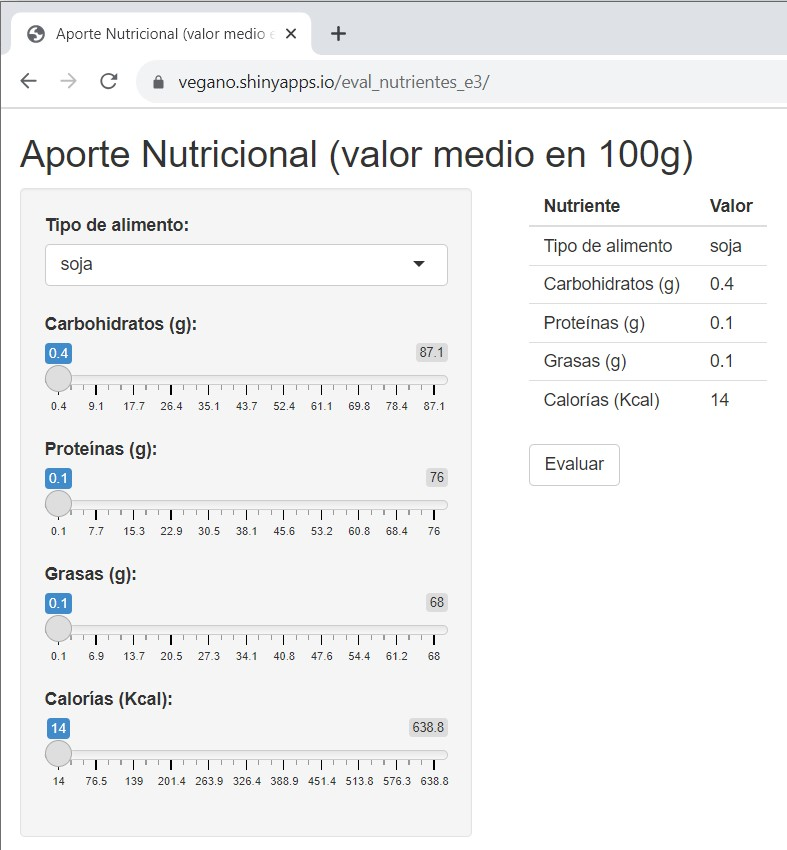 Aporte Nutricional (valor medio e
vegano.shinyapps.io/eval_nutrientes_e3/
Aporte Nutricional (valor medio en 100g)
Tipo de alimento:
soja
Carbohidratos (g):
0.4 87.1
0.4 9.1 17.7 26.4 35.1 43.7 52.4 61.1 69.8 78.4 87.1
Proteínas (g):
0.1 76
0.1 7.7 15.3 22.9 30.5 38.1 45.6 53.2 60.8 68.4 76
Grasas (g):
0.1 68
0.1 6.9 13.7 20.5 27.3 34.1 40.8 47.6 54.4 61.2 68
Calorías (Kcal):
14 638.8
14 76.5 139 201.4 263.9 326.4 388.9 451.4 513.8 576.3 638.8
Nutriente Valor
Tipo de alimento soja
Carbohidratos (g) 0.4
Proteínas (g) 0.1
Grasas (g) 0.1
Calorías (Kcal) 14
Evaluar